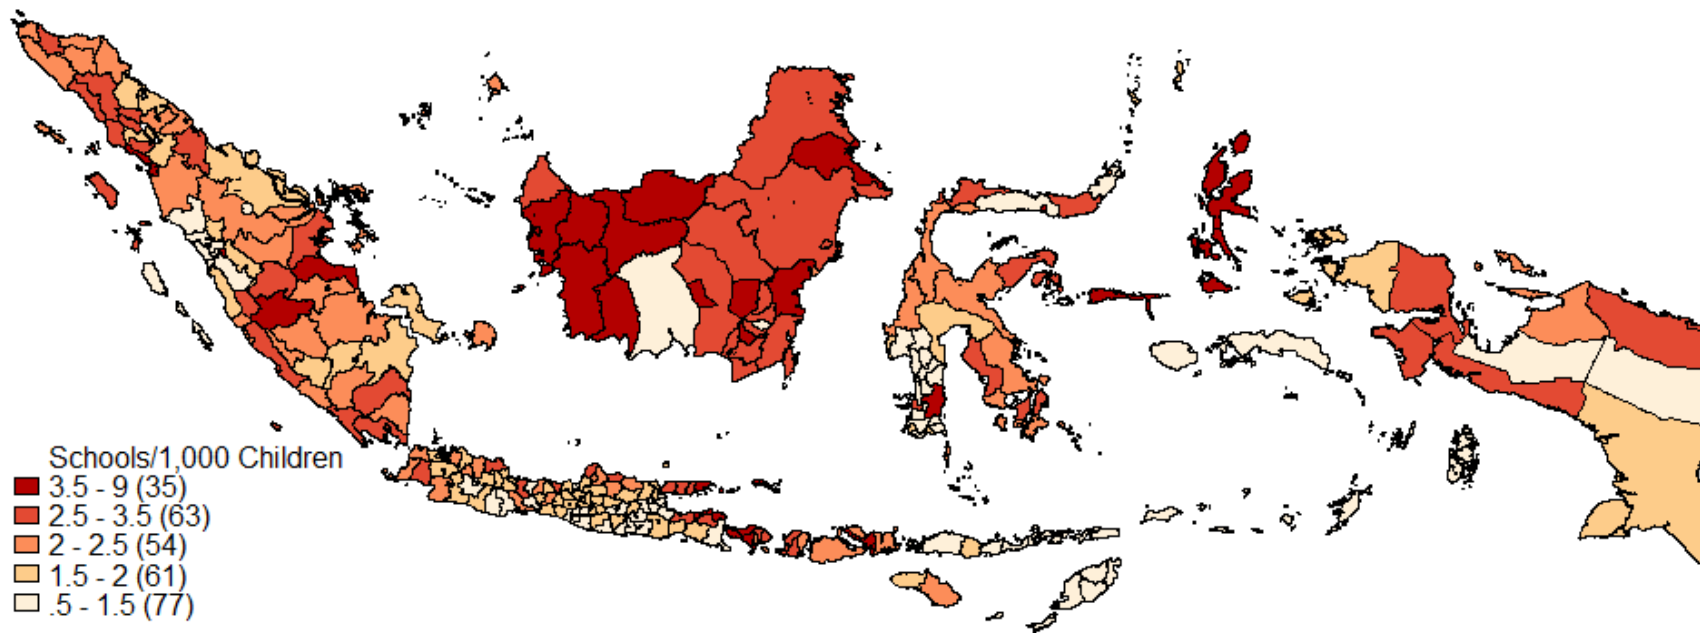 Schools/1,000 Children
3.5 - 9 (35)
2.5 - 3.5 (63)
2 - 2.5 (54)
1.5 - 2 (61)
.5 - 1.5 (77)